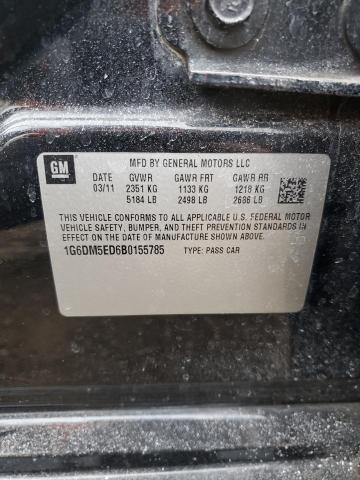 GM
MFD BY GENERAL MOTORS LLC
DATE GVWR GAWR FRT GAWR RR
03/11 2351 KG 1133 KG 1218 KG
5184 LB 2498 LB 2686 LB
THIS VEHICLE CONFORMS TO ALL APPLICABLE U.S. FEDERAL MOTOR
VEHICLE SAFETY, BUMPER, AND THEFT PREVENTION STANDARDS
IN EFFECT ON THE DATE OF MANUFACTURE SHOWN ABOVE.
1G6DM5ED6B0155785 TYPE: PASS CAR